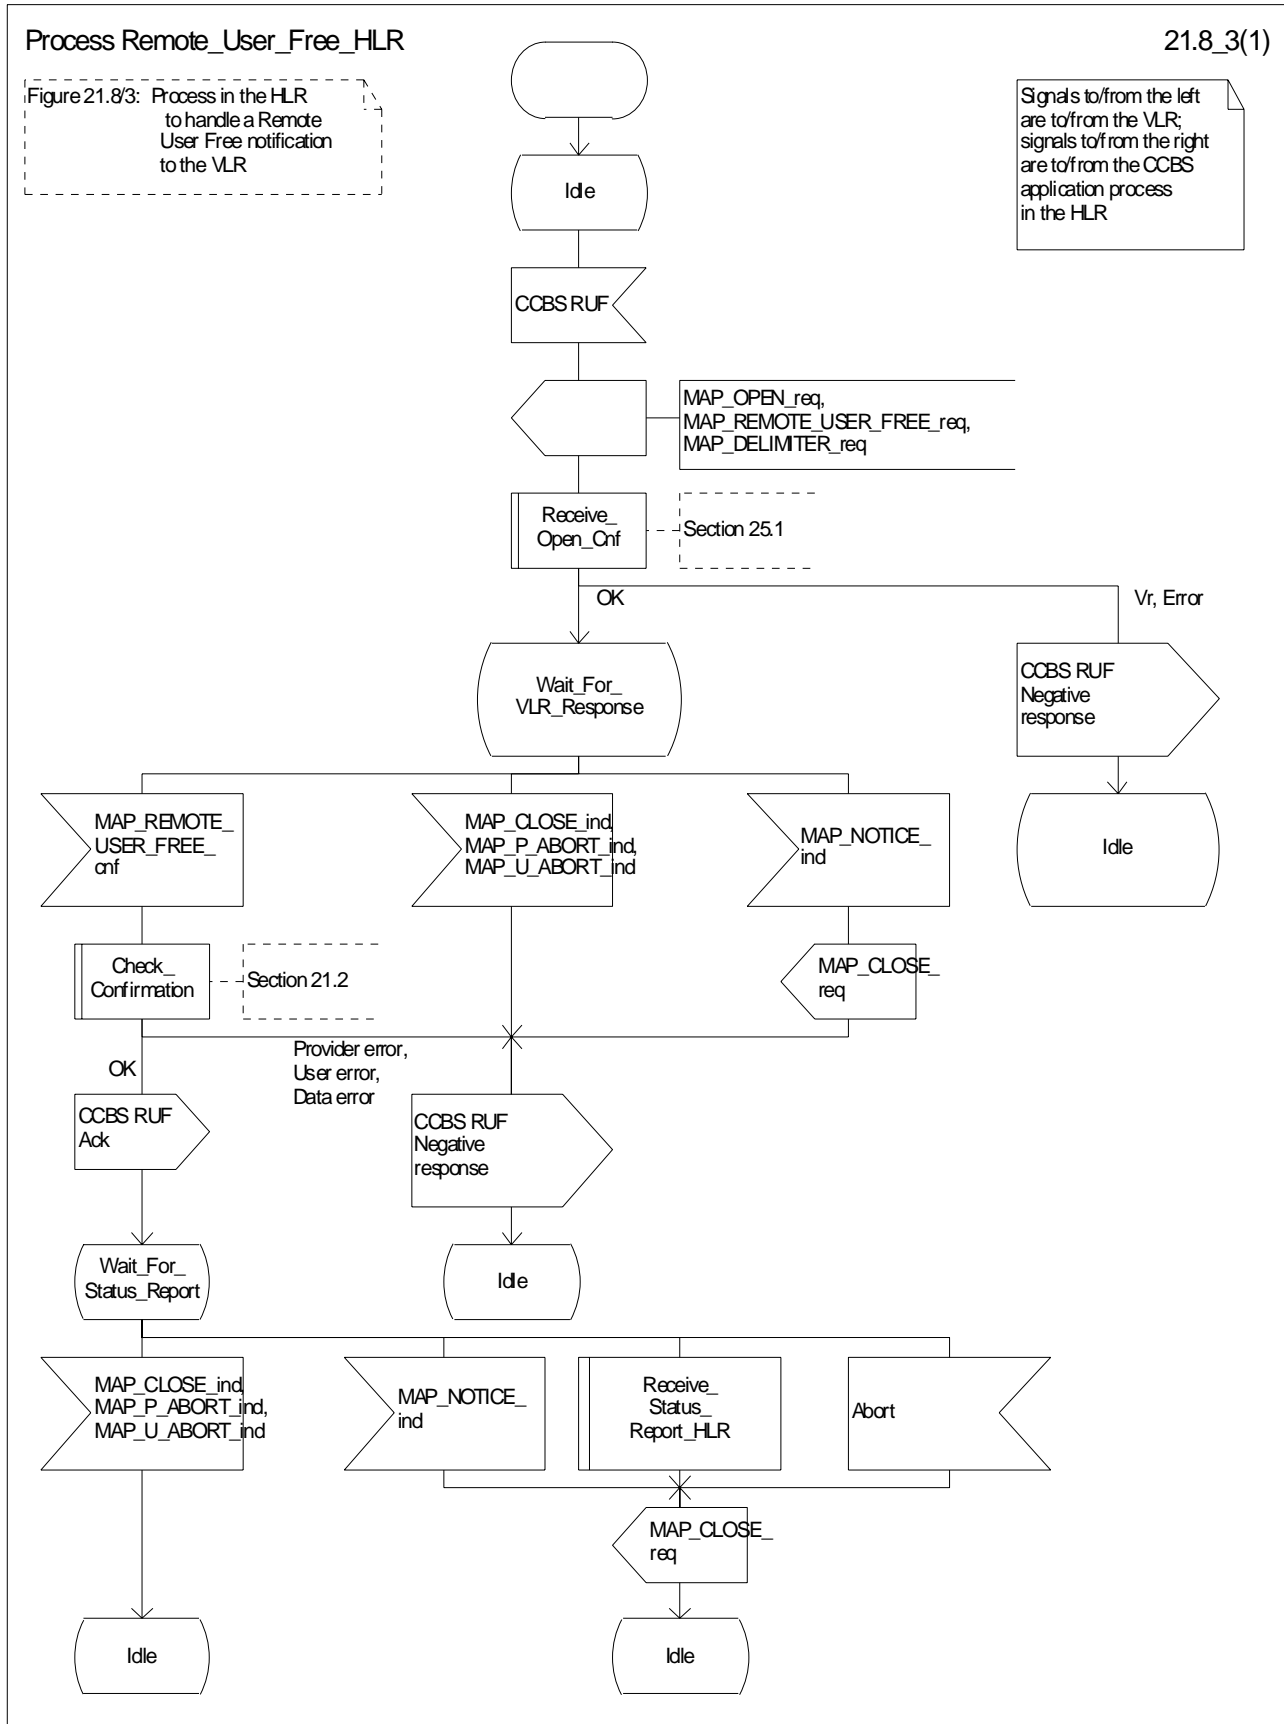 Process Remote_User_Free_HLR
21.8_3(1)
Figure 21.8/3: Process in the HLR
to handle a Remote
User Free notification
to the VLR
Signals to/from the left
are to/from the VLR;
signals to/from the right
are to/from the CCBS
application process
in the HLR
Idle
CCBS RUF
MAP_OPEN_req,
MAP_REMOTE_USER_FREE_req,
MAP_DELIMITER_req
Receive_
Open_Cnf
Section 25.1
OK
Vr, Error
Wait_For_
VLR_Response
CCBS RUF
Negative
response
MAP_REMOTE_
USER_FREE_
cnf
MAP_CLOSE_ind,
MAP_P_ABORT_ind,
MAP_U_ABORT_ind
MAP_NOTICE_
ind
Idle
Check_
Confirmation
Section 21.2
MAP_CLOSE_
req
OK
Provider error,
User error,
Data error
CCBS RUF
Ack
CCBS RUF
Negative
response
Wait_For_
Status_Report
Idle
MAP_CLOSE_ind,
MAP_P_ABORT_ind,
MAP_U_ABORT_ind
MAP_NOTICE_
ind
Receive_
Status_
Report_HLR
Abort
MAP_CLOSE_
req
Idle
Idle